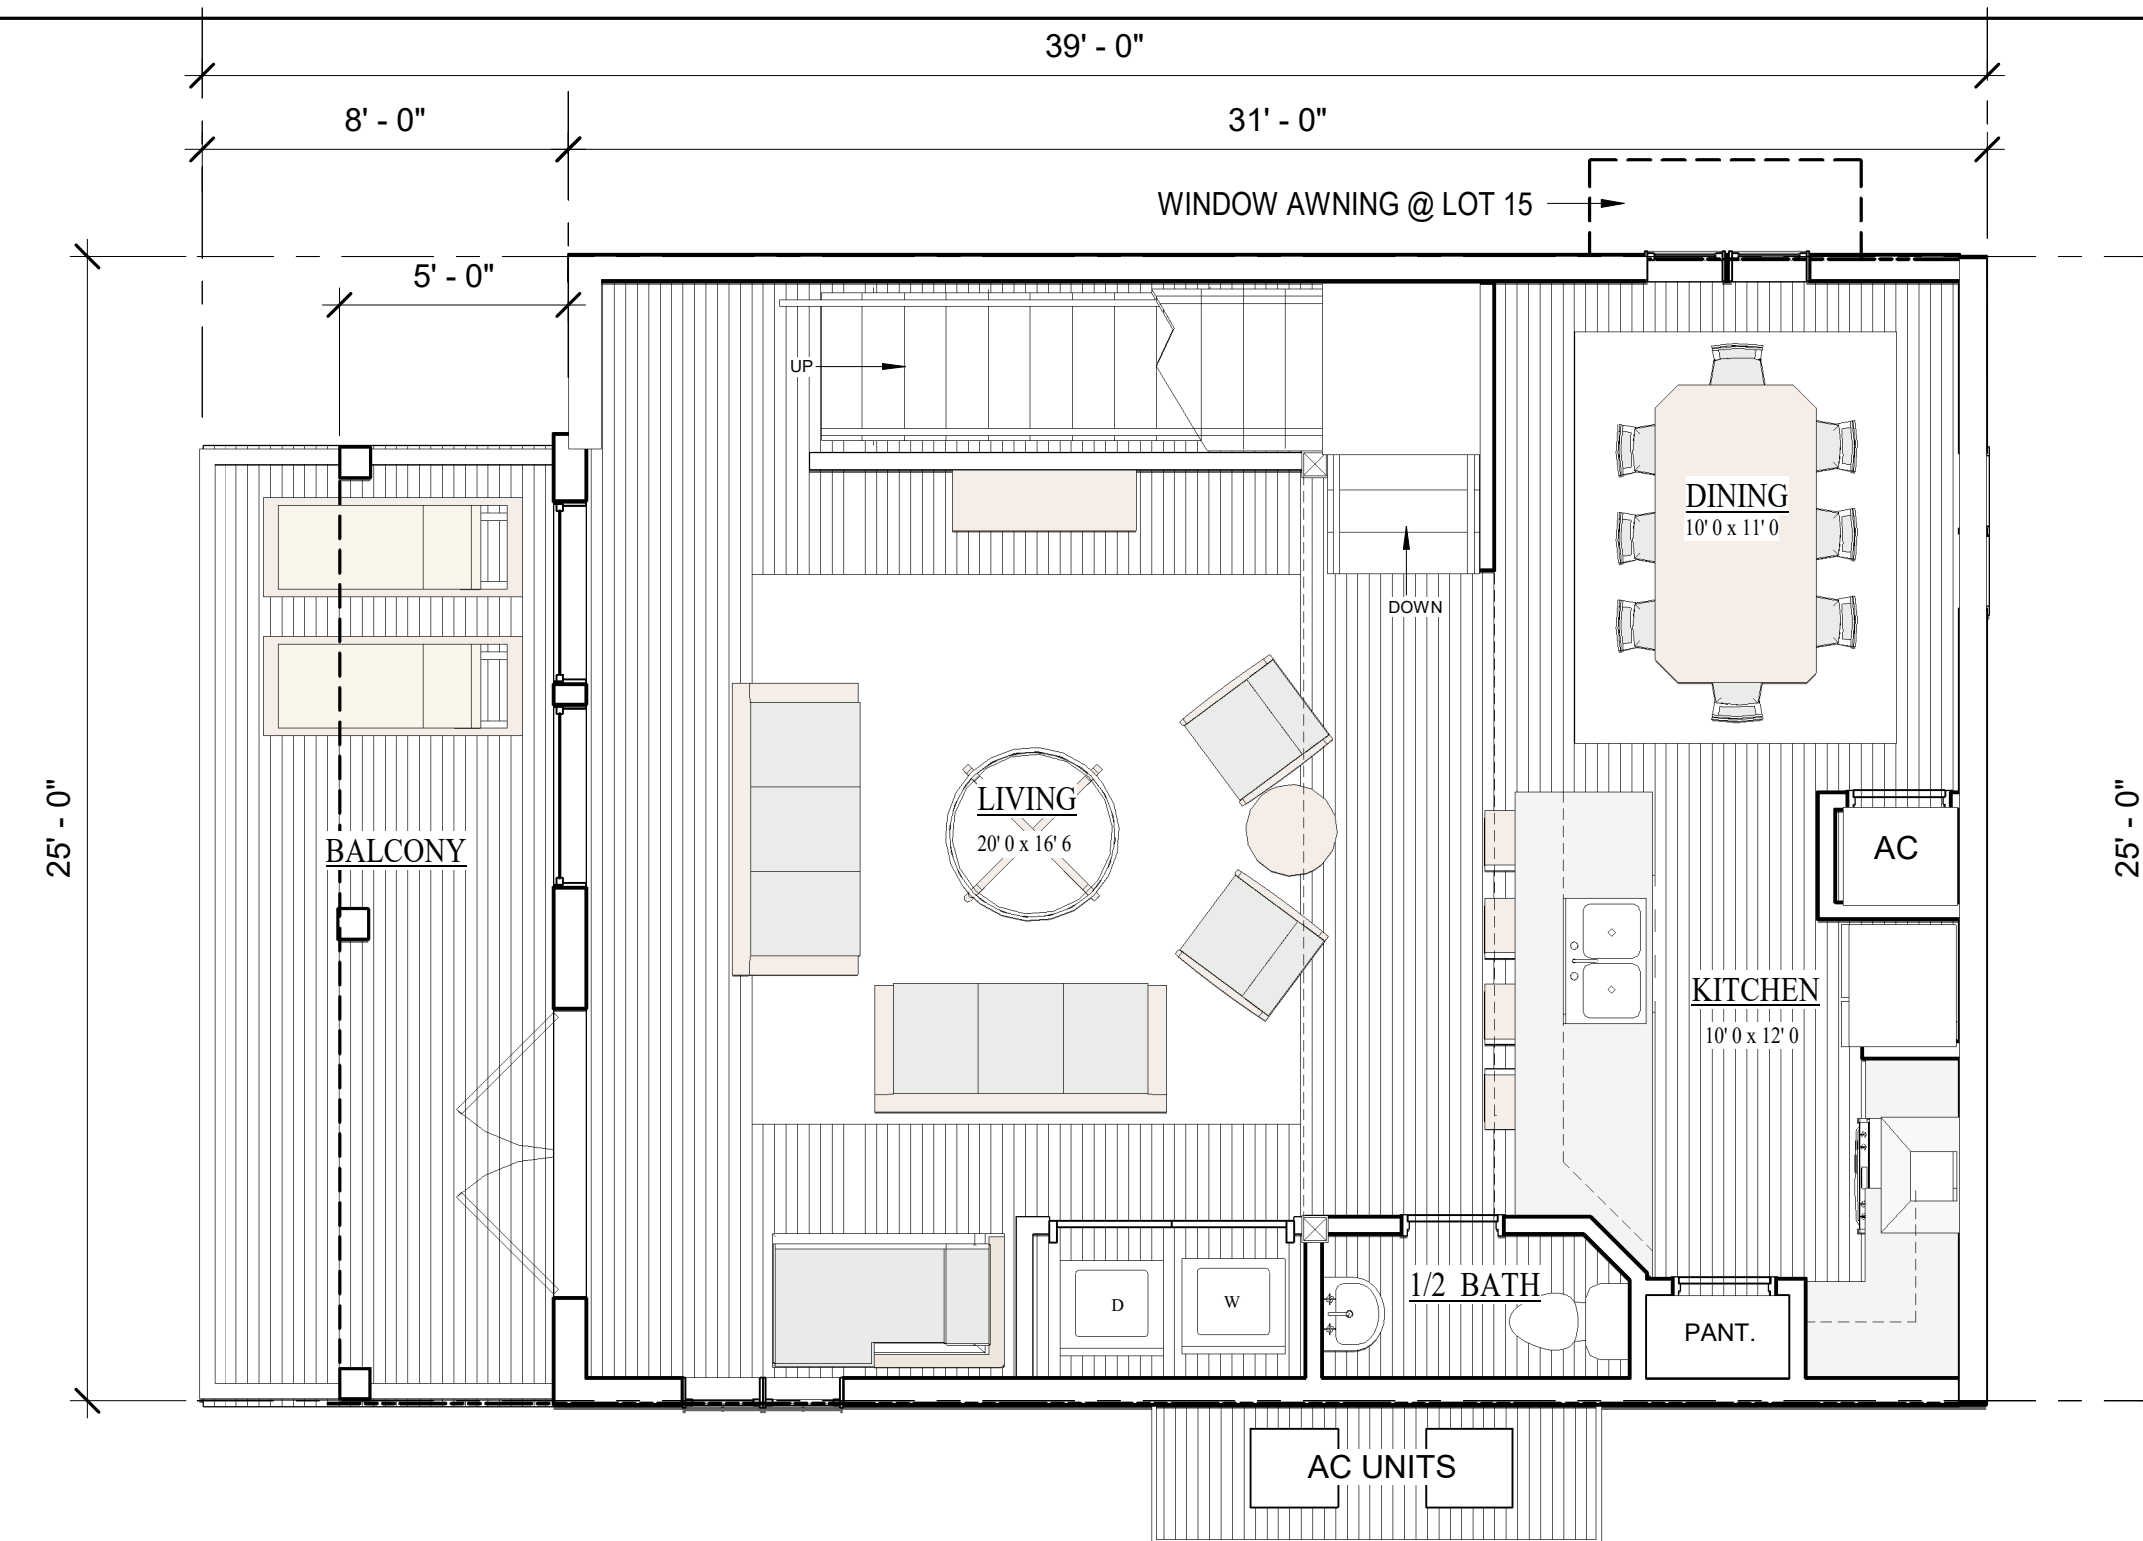 39' - 0"
8' - 0"
31' - 0"
WINDOW AWNING @ LOT 15
5' - 0"
UP
DINING
10' 0 x 11' 0
DOWN
25' - 0"
25' - 0"
LIVING
20' 0 x 16' 6
BALCONY
AC
KITCHEN
10' 0 x 12' 0
D
W
1/2 BATH
PANT.
AC UNITS